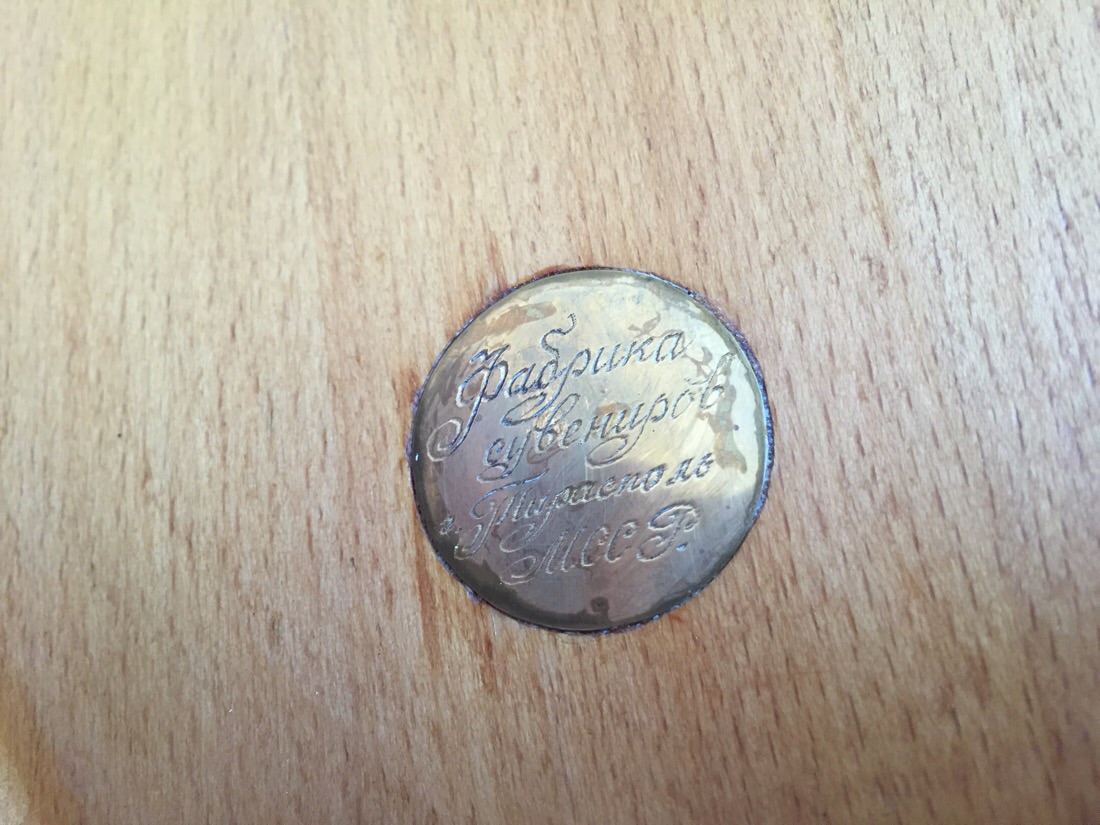 Фабрика
сувениров
г. Тирасполь
МССР